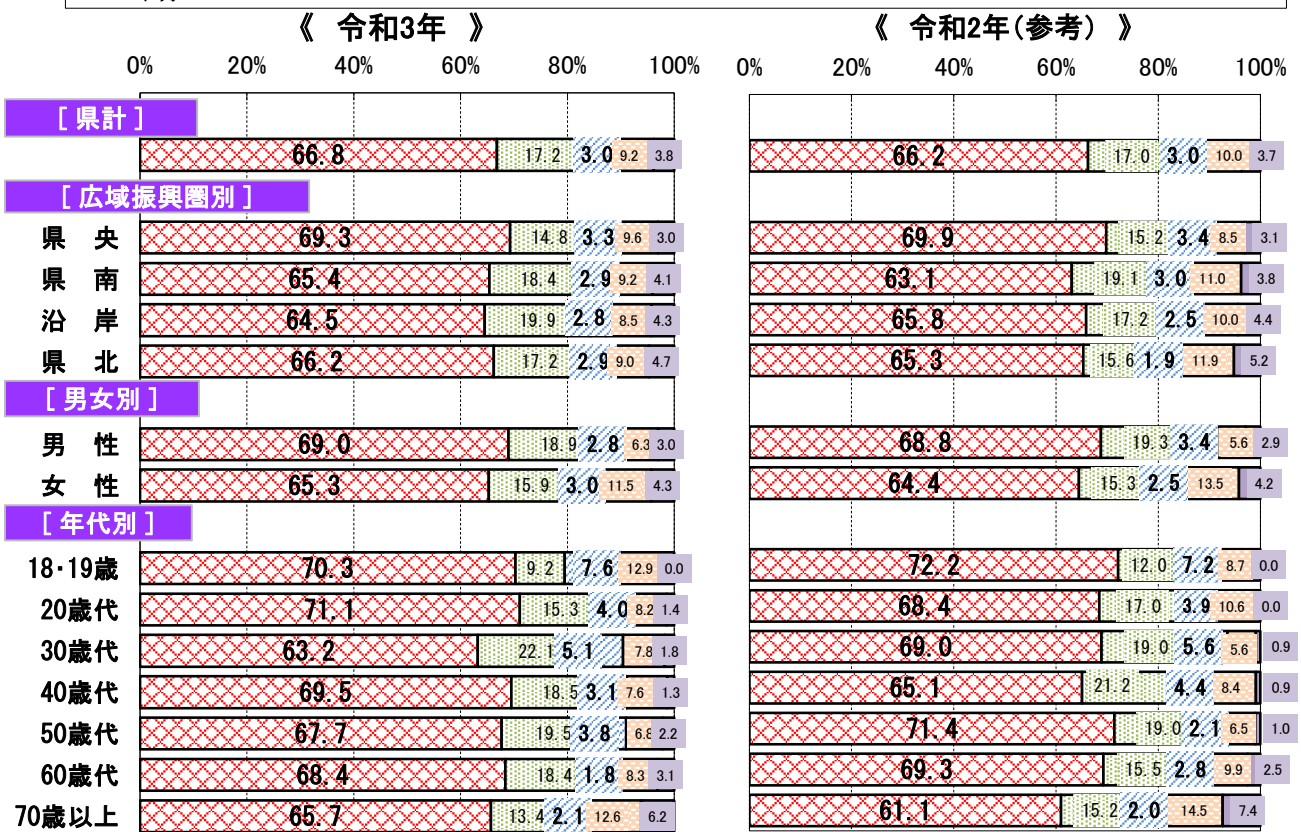 《 令和3年 》 《 令和2年(参考) 》
0% 20% 40% 60% 80% 100% 0% 20% 40% 60% 80% 100%
[ 県計 ]
66.8 17.2 3.0 9.2 3.8 66.2 17.0 3.0 10.0 3.7
[ 広域振興圏別 ]
県 央 69.3 14.8 3.3 9.6 3.0 69.9 15.2 3.4 8.5 3.1
県 南 65.4 18.4 2.9 9.2 4.1 63.1 19.1 3.0 11.0 3.8
沿 岸 64.5 19.9 2.8 8.5 4.3 65.8 17.2 2.5 10.0 4.4
県 北 66.2 17.2 2.9 9.0 4.7 65.3 15.6 1.9 11.9 5.2
[ 男女別 ]
男 性 69.0 18.9 2.8 6.3 3.0 68.8 19.3 3.4 5.6 2.9
女 性 65.3 15.9 3.0 11.5 4.3 64.4 15.3 2.5 13.5 4.2
[ 年代別 ]
18・19歳 70.3 9.2 7.6 12.9 0.0 72.2 12.0 7.2 8.7 0.0
20歳代 71.1 15.3 4.0 8.2 1.4 68.4 17.0 3.9 10.6 0.0
30歳代 63.2 22.1 5.1 7.8 1.8 69.0 19.0 5.6 5.6 0.9
40歳代 69.5 18.5 3.1 7.6 1.3 65.1 21.2 4.4 8.4 0.9
50歳代 67.7 19.5 3.8 6.8 2.2 71.4 19.0 2.1 6.5 1.0
60歳代 68.4 18.4 1.8 8.3 3.1 69.3 15.5 2.8 9.9 2.5
70歳以上 65.7 13.4 2.1 12.6 6.2 61.1 15.2 2.0 14.5 7.4